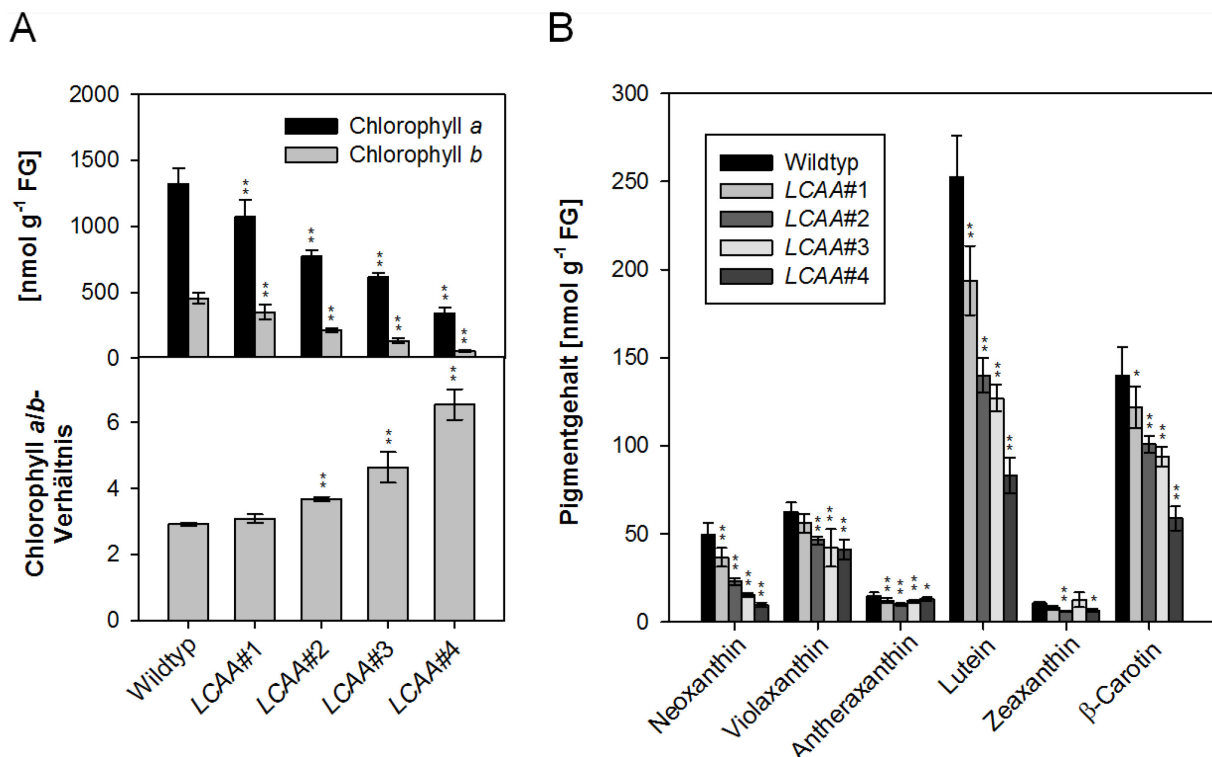 A
2000
1500
1000
500
0
[nmol g⁻¹ FG]
Chlorophyll a
Chlorophyll b
** ** ** ** ** ** ** **
6
4
2
0
Chlorophyll a/b-
Verhältnis
** ** **
Wildtyp
LCAA#1
LCAA#2
LCAA#3
LCAA#4
B
300
250
200
150
100
50
0
Pigmentgehalt [nmol g⁻¹ FG]
Wildtyp
LCAA#1
LCAA#2
LCAA#3
LCAA#4
** ** ** **
** ** **
** ** ** *
** ** ** **
** *
* ** ** **
Neoxanthin
Violaxanthin
Antheraxanthin
Lutein
Zeaxanthin
β-Carotin